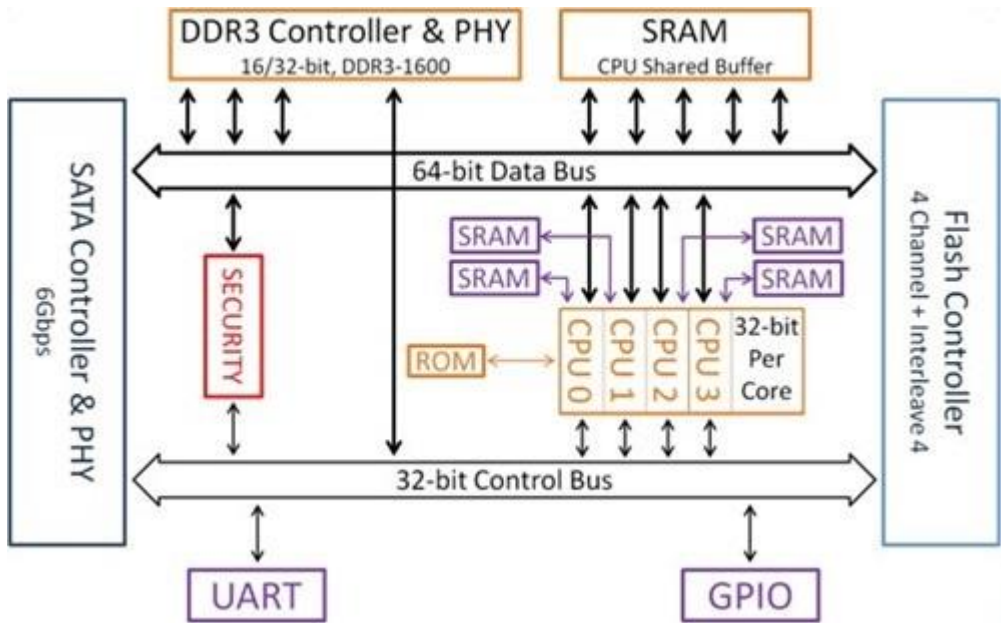 DDR3 Controller & PHY
16/32-bit, DDR3-1600
SRAM
CPU Shared Buffer
SATA Controller & PHY
6Gbps
64-bit Data Bus
Flash Controller
4 Channel + Interleave 4
SECURITY
SRAM
SRAM
SRAM
SRAM
ROM
CPU 0
CPU 1
CPU 2
CPU 3
32-bit
Per
Core
32-bit Control Bus
UART
GPIO